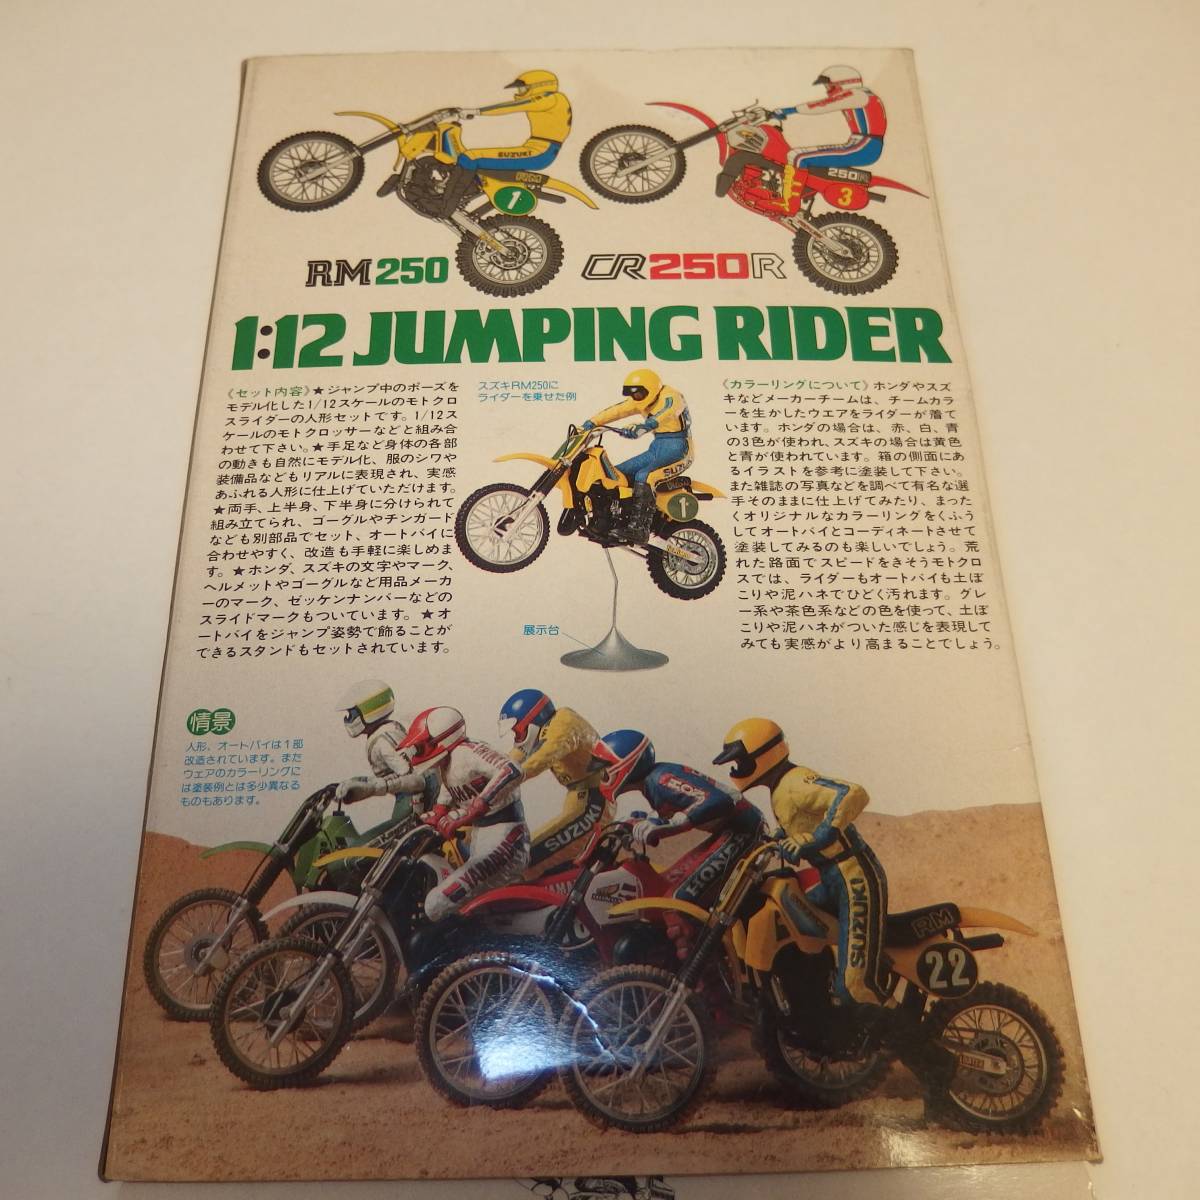 SUZUKI
RM
1
250R
3
RM250
CR250R
1:12 JUMPING RIDER
《セット内容》★ジャンプ中のポーズを
モデル化した1/12スケールのモトクロ
スライダーの人形セットです。1/12ス
ケールのモトクロッサーなどと組み合
わせて下さい。★手足など身体の各部
の動きも自然にモデル化、服のシワや
装備品などもリアルに表現され、実感
あふれる人形に仕上げていただけます。
★両手、上半身、下半身に分けられて
組み立てられ、ゴーグルやチンガード
なども別部品でセット、オートバイに
合わせやすく、改造も手軽に楽しめま
す。★ホンダ、スズキの文字やマーク、
ヘルメットやゴーグルなど用品メーカ
ーのマーク、ゼッケンナンバーなどの
スライドマークもついています。★オ
ートバイをジャンプ姿勢で飾ることが
できるスタンドもセットされています。
スズキRM250に
ライダーを乗せた例
SUZUKI
1
展示台
《カラーリングについて》ホンダやスズ
キなどメーカーチームは、チームカラ
ーを生かしたウエアをライダーが着て
います。ホンダの場合は、赤、白、青
の3色が使われ、スズキの場合は黄色
と青が使われています。箱の側面にあ
るイラストを参考に塗装して下さい。
また雑誌の写真などを調べて有名な選
手そのままに仕上げてみたり、まった
くオリジナルなカラーリングをくふう
してオートバイとコーディネートさせて
塗装してみるのも楽しいでしょう。荒
れた路面でスピードをきそうモトクロ
スでは、ライダーもオートバイも土ぼ
こりや泥ハネでひどく汚れます。グレ
ー系や茶色系などの色を使って、土ぼ
こりや泥ハネがついた感じを表現して
みても実感がより高まることでしょう。
情景
人形、オートバイは1部
改造されています。また
ウェアのカラーリングに
は塗装例とは多少異なる
ものもあります。
YAMAHA
SUZUKI
HONDA
SUZUKI
RM
22